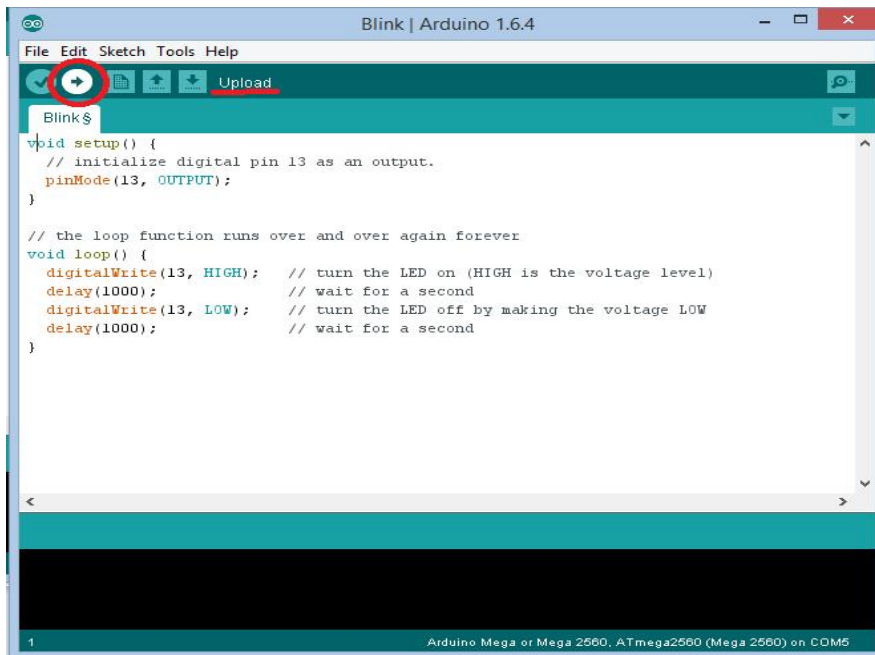 Blink | Arduino 1.6.4
File Edit Sketch Tools Help
Upload
Blink §
void setup() {
  // initialize digital pin 13 as an output.
  pinMode(13, OUTPUT);
}

// the loop function runs over and over again forever
void loop() {
  digitalWrite(13, HIGH);   // turn the LED on (HIGH is the voltage level)
  delay(1000);              // wait for a second
  digitalWrite(13, LOW);    // turn the LED off by making the voltage LOW
  delay(1000);              // wait for a second
}
1
Arduino Mega or Mega 2560, ATmega2560 (Mega 2560) on COM5